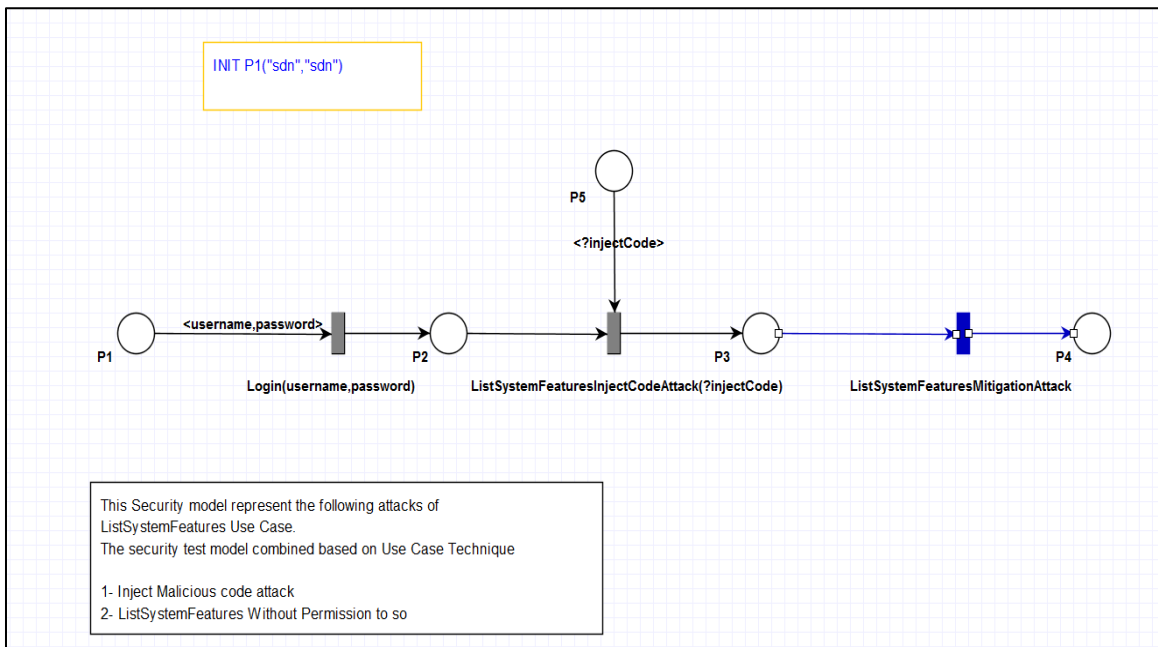 INIT P1("sdn","sdn")
P5
<?injectCode>
<username,password>
P1
P2
P3
P4
Login(username,password)
ListSystemFeaturesInjectCodeAttack(?injectCode)
ListSystemFeaturesMitigationAttack
This Security model represent the following attacks of
ListSystemFeatures Use Case.
The security test model combined based on Use Case Technique
1- Inject Malicious code attack
2- ListSystemFeatures Without Permission to so